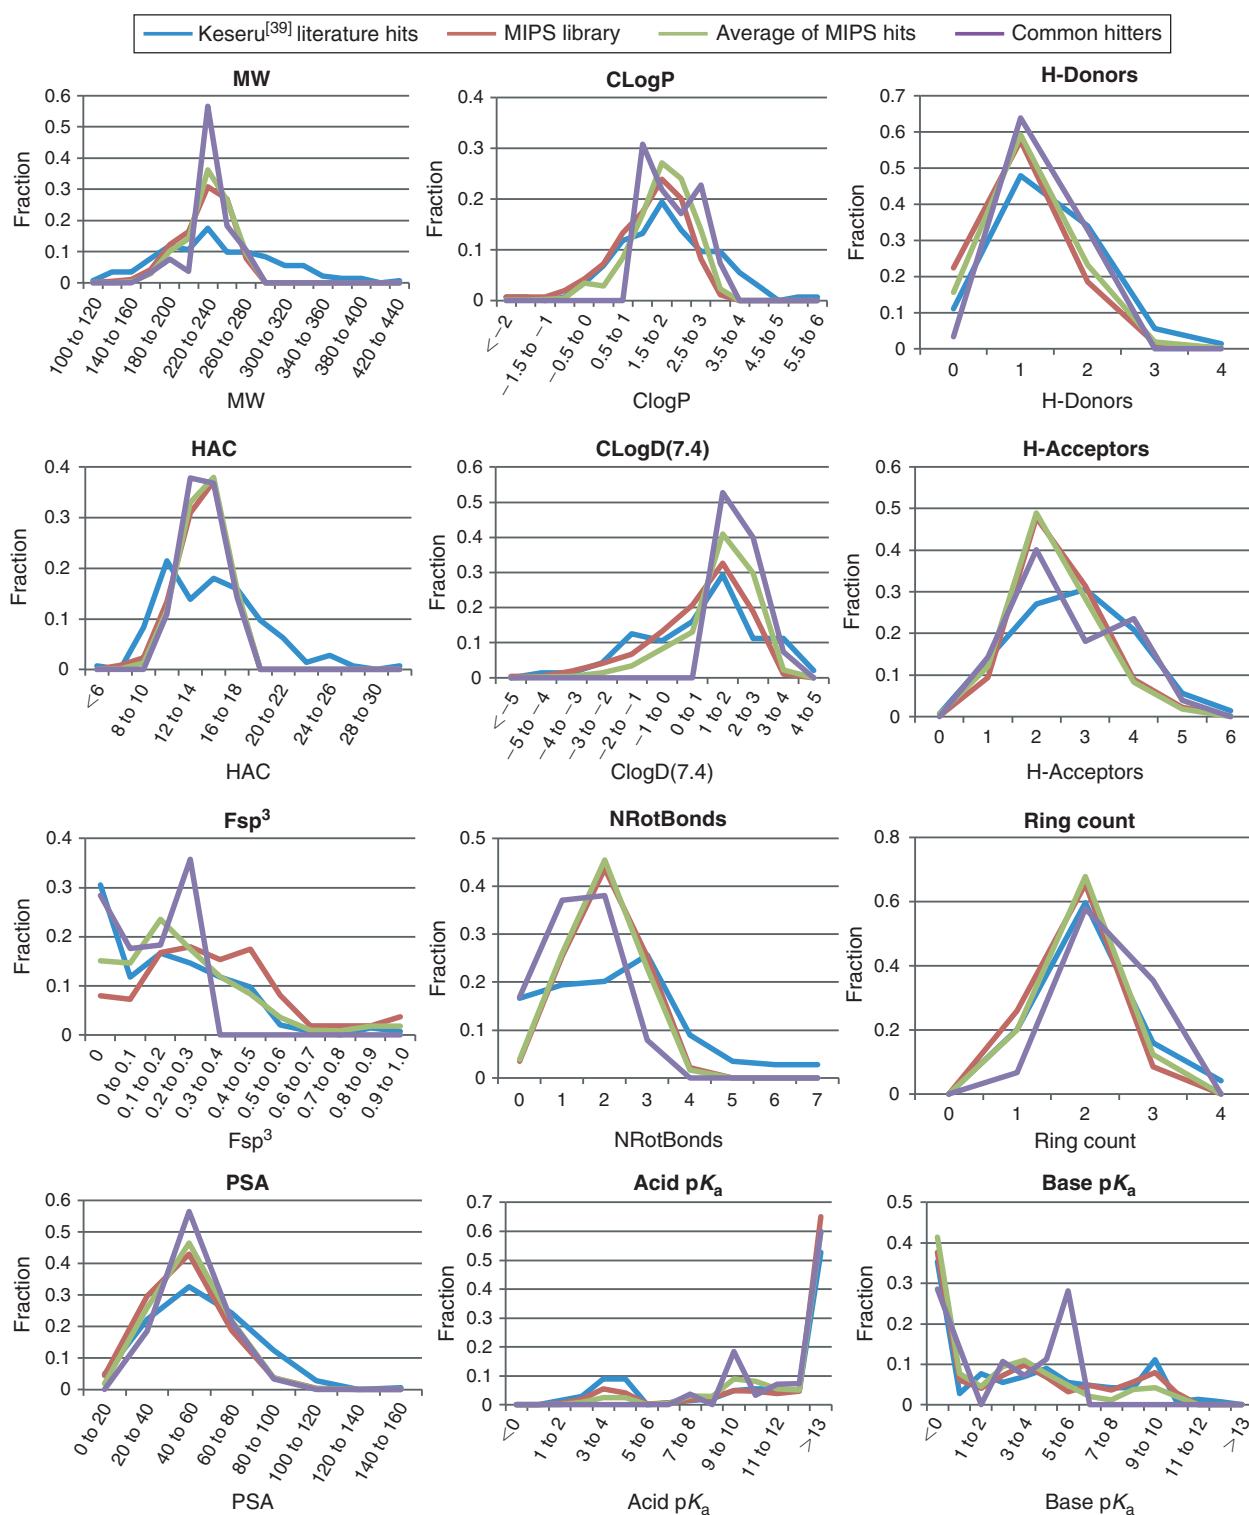 Keseru[39] literature hits
MIPS library
Average of MIPS hits
Common hitters
MW
Fraction
0.6
0.5
0.4
0.3
0.2
0.1
0
100 to 120
140 to 160
180 to 200
220 to 240
260 to 280
300 to 320
340 to 360
380 to 400
420 to 440
MW
CLogP
Fraction
0.4
0.3
0.2
0.1
0
<−2
−1.5 to −1
−0.5 to 0
0.5 to 1
1.5 to 2
2.5 to 3
3.5 to 4
4.5 to 5
5.5 to 6
ClogP
H-Donors
Fraction
0.7
0.6
0.5
0.4
0.3
0.2
0.1
0
0 1 2 3 4
H-Donors
HAC
Fraction
0.4
0.3
0.2
0.1
0
<6
8 to 10
12 to 14
16 to 18
20 to 22
24 to 26
28 to 30
HAC
CLogD(7.4)
Fraction
0.6
0.5
0.4
0.3
0.2
0.1
0
<−5
−5 to −4
−4 to −3
−3 to −2
−2 to −1
−1 to 0
0 to 1
1 to 2
2 to 3
3 to 4
4 to 5
ClogD(7.4)
H-Acceptors
Fraction
0.6
0.5
0.4
0.3
0.2
0.1
0
0 1 2 3 4 5 6
H-Acceptors
Fsp3
Fraction
0.4
0.3
0.2
0.1
0
0
0 to 0.1
0.1 to 0.2
0.2 to 0.3
0.3 to 0.4
0.4 to 0.5
0.5 to 0.6
0.6 to 0.7
0.7 to 0.8
0.8 to 0.9
0.9 to 1.0
Fsp3
NRotBonds
Fraction
0.5
0.4
0.3
0.2
0.1
0
0 1 2 3 4 5 6 7
NRotBonds
Ring count
Fraction
0.8
0.6
0.4
0.2
0
0 1 2 3 4
Ring count
PSA
Fraction
0.6
0.5
0.4
0.3
0.2
0.1
0
0 to 20
20 to 40
40 to 60
60 to 80
80 to 100
100 to 120
120 to 140
140 to 160
PSA
Acid pKa
Fraction
0.7
0.6
0.5
0.4
0.3
0.2
0.1
0
<0
1 to 2
3 to 4
5 to 6
7 to 8
9 to 10
11 to 12
>13
Acid pKa
Base pKa
Fraction
0.5
0.4
0.3
0.2
0.1
0
<0
1 to 2
3 to 4
5 to 6
7 to 8
9 to 10
11 to 12
>13
Base pKa